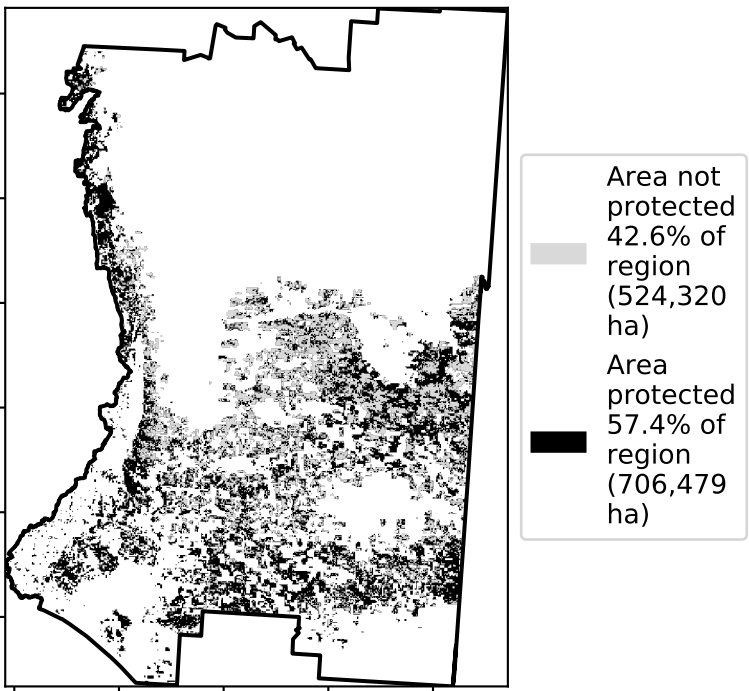 Area not
protected
42.6% of
region
(524,320
ha)
Area
protected
57.4% of
region
(706,479
ha)